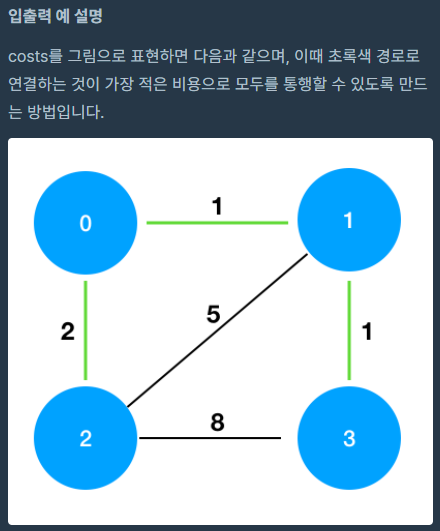 입출력 예 설명
costs를 그림으로 표현하면 다음과 같으며, 이때 초록색 경로로
연결하는 것이 가장 적은 비용으로 모두를 통행할 수 있도록 만드
는 방법입니다.
0
1
1
2
5
1
2
8
3